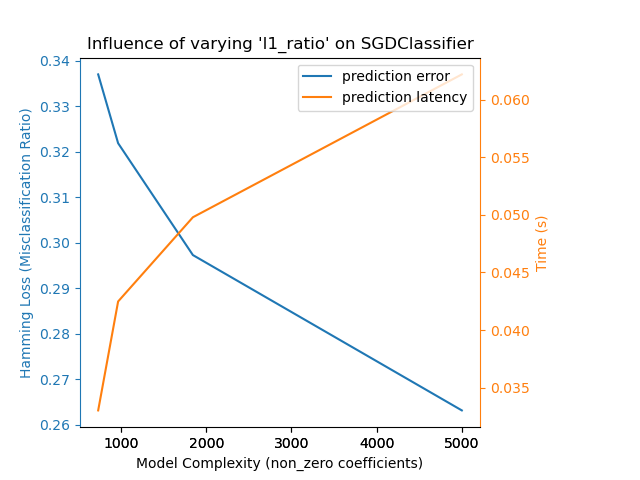 Influence of varying 'l1_ratio' on SGDClassifier
prediction error
prediction latency
Hamming Loss (Misclassification Ratio)
0.34
0.33
0.32
0.31
0.30
0.29
0.28
0.27
0.26
0.060
0.055
0.050
0.045
0.040
0.035
Time (s)
1000 2000 3000 4000 5000
Model Complexity (non_zero coefficients)